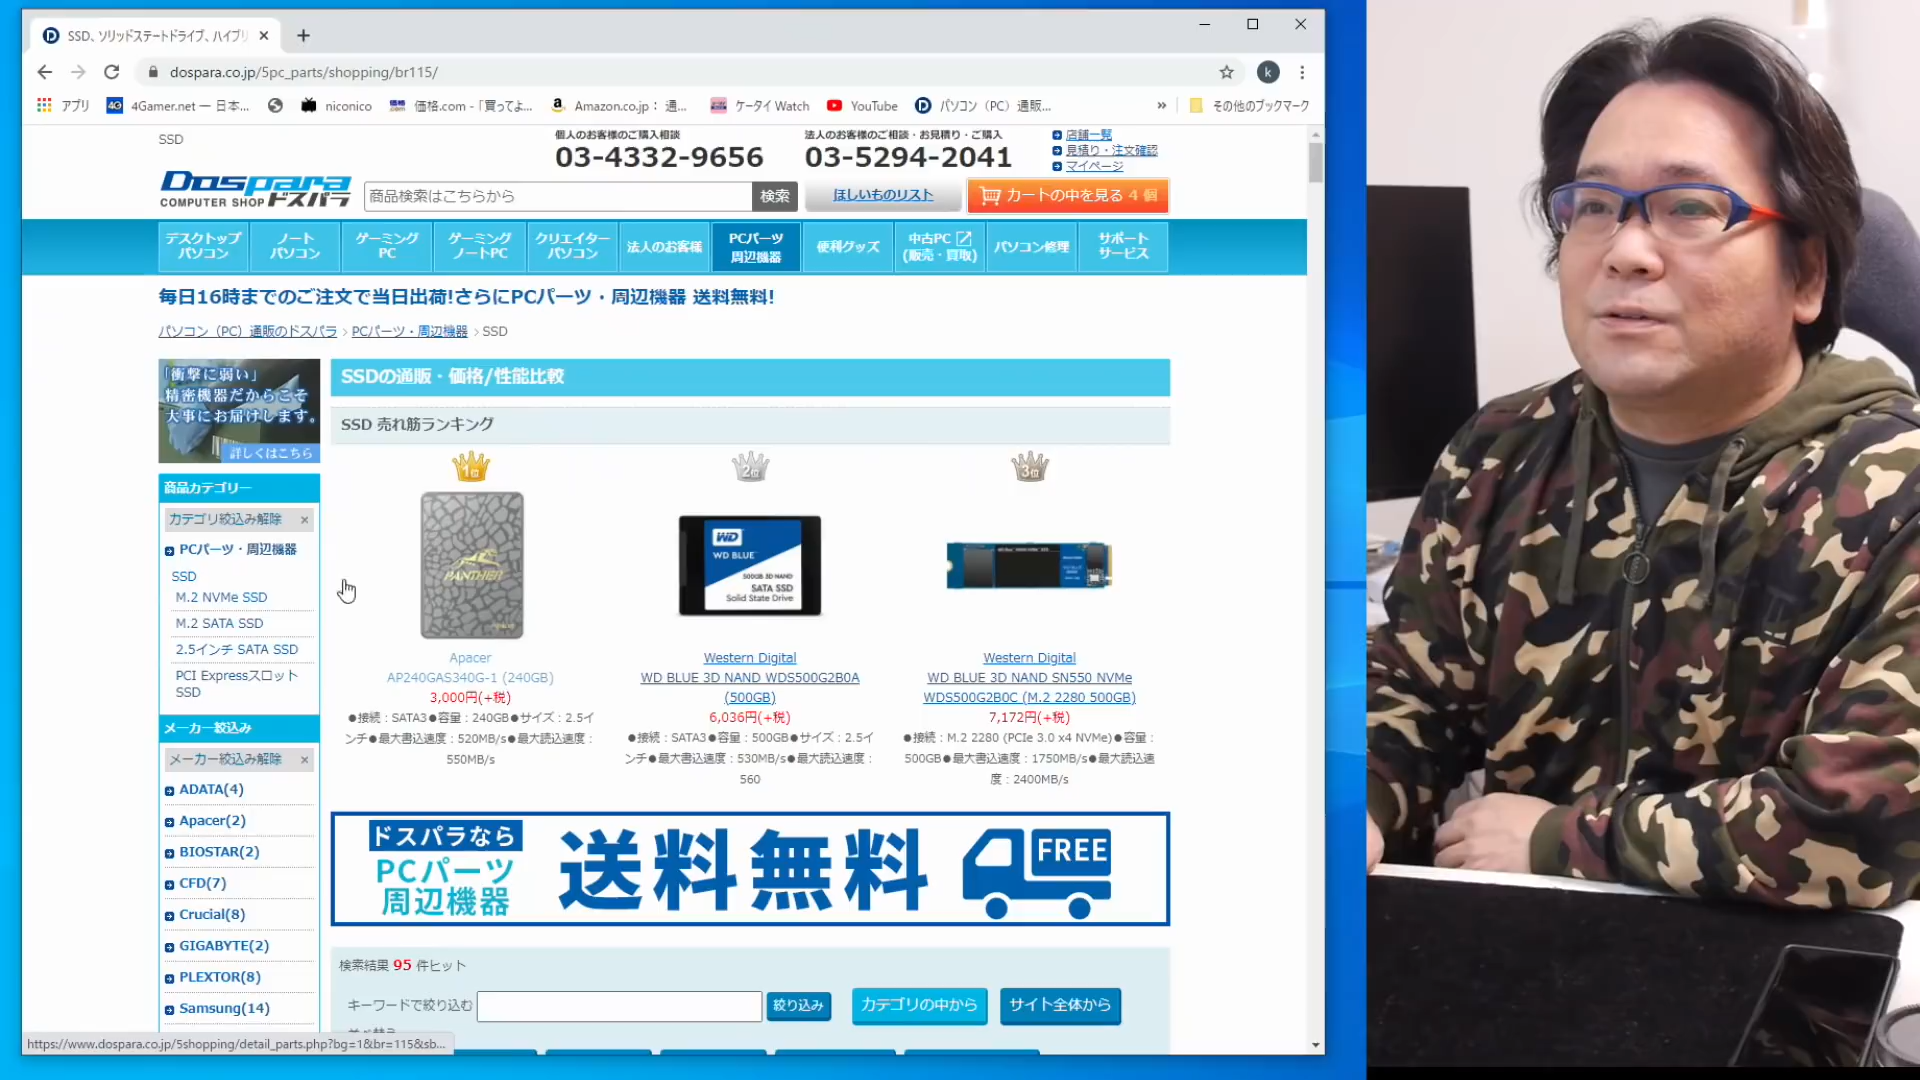 SSD、ソリッドステートドライブ、ハイブリ
dospara.co.jp/5pc_parts/shopping/br115/
k
アプリ
4Gamer.net ― 日本...
niconico
価格.com -「買ってよ...
Amazon.co.jp： 通...
ケータイ Watch
YouTube
パソコン（PC）通販...
»
その他のブックマーク
SSD
個人のお客様のご購入相談
03-4332-9656
法人のお客様のご相談・お見積り・ご購入
03-5294-2041
店舗一覧
見積り・注文確認
マイページ
Dospara
COMPUTER SHOP ドスパラ
商品検索はこちらから
検索
ほしいものリスト
カートの中を見る 4 個
デスクトップ
パソコン
ノート
パソコン
ゲーミング
PC
ゲーミング
ノートPC
クリエイター
パソコン
法人のお客様
PCパーツ
周辺機器
便利グッズ
中古PC
(販売・買取)
パソコン修理
サポート
サービス
毎日16時までのご注文で当日出荷!さらにPCパーツ・周辺機器 送料無料!
パソコン（PC）通販のドスパラ > PCパーツ・周辺機器 > SSD
「衝撃に弱い」
精密機器だからこそ
大事にお届けします。
詳しくはこちら
商品カテゴリー
カテゴリ絞込み解除 ×
PCパーツ・周辺機器
SSD
M.2 NVMe SSD
M.2 SATA SSD
2.5インチ SATA SSD
PCI Expressスロット
SSD
メーカー絞込み
メーカー絞込み解除 ×
ADATA(4)
Apacer(2)
BIOSTAR(2)
CFD(7)
Crucial(8)
GIGABYTE(2)
PLEXTOR(8)
Samsung(14)
SSDの通販・価格/性能比較
SSD 売れ筋ランキング
1位
PANTHER
Apacer
AP240GAS340G-1 (240GB)
3,000円(+税)
●接続：SATA3●容量：240GB●サイズ：2.5イ
ンチ●最大書込速度：520MB/s●最大読込速度：
550MB/s
2位
WD
WD BLUE
500GB 3D NAND
SATA SSD
Solid State Drive
Western Digital
WD BLUE 3D NAND WDS500G2B0A
(500GB)
6,036円(+税)
●接続：SATA3●容量：500GB●サイズ：2.5イ
ンチ●最大書込速度：530MB/s●最大読込速度：
560
3位
Western Digital
WD BLUE 3D NAND SN550 NVMe
WDS500G2B0C (M.2 2280 500GB)
7,172円(+税)
●接続：M.2 2280 (PCIe 3.0 x4 NVMe)●容量：
500GB●最大書込速度：1750MB/s●最大読込速
度：2400MB/s
ドスパラなら
PCパーツ
周辺機器
送料無料
FREE
検索結果 95 件ヒット
キーワードで絞り込む
絞り込み
カテゴリの中から
サイト全体から
https://www.dospara.co.jp/5shopping/detail_parts.php?bg=1&br=115&sb...